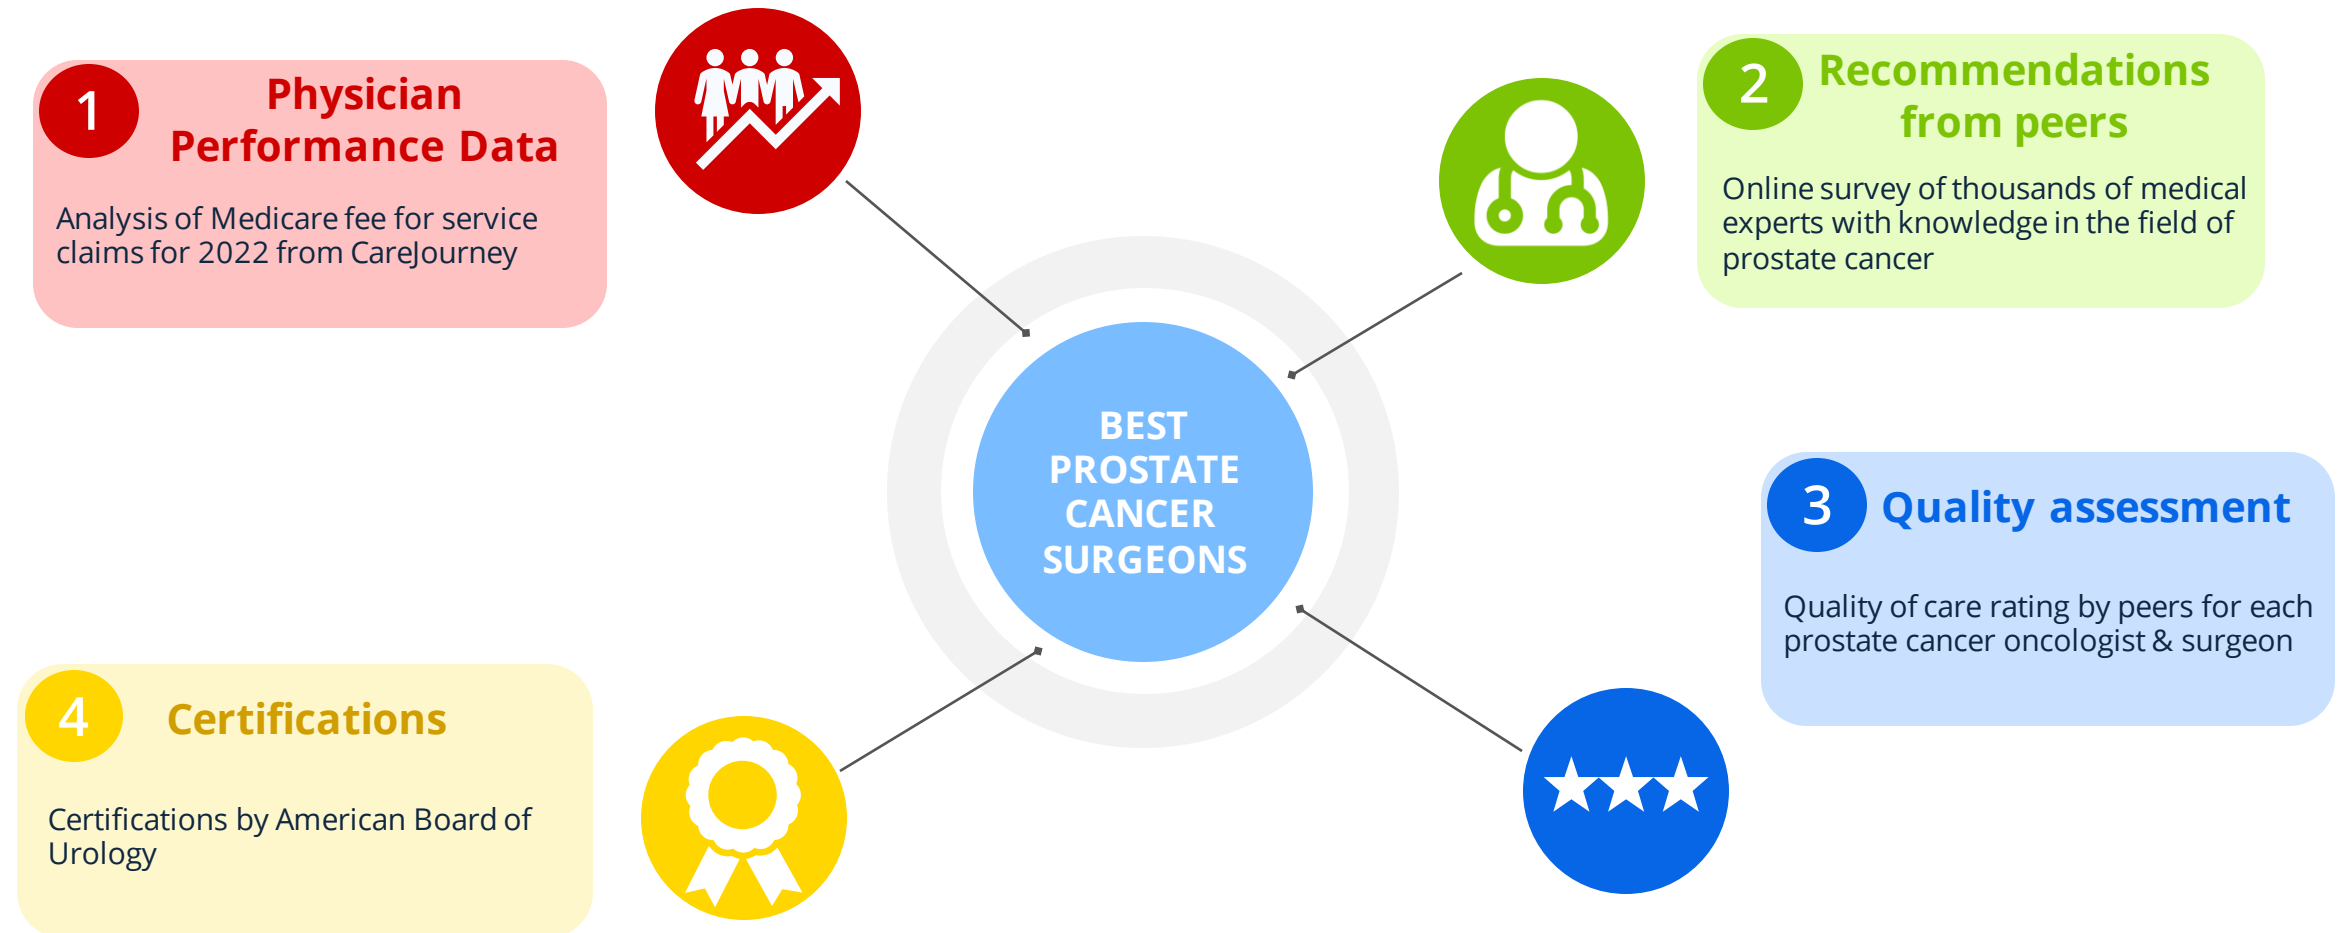 1
Physician
Performance Data
Analysis of Medicare fee for service
claims for 2022 from CareJourney
2
Recommendations
from peers
Online survey of thousands of medical
experts with knowledge in the field of
prostate cancer
BEST
PROSTATE
CANCER
SURGEONS
3
Quality assessment
Quality of care rating by peers for each
prostate cancer oncologist & surgeon
4
Certifications
Certifications by American Board of
Urology